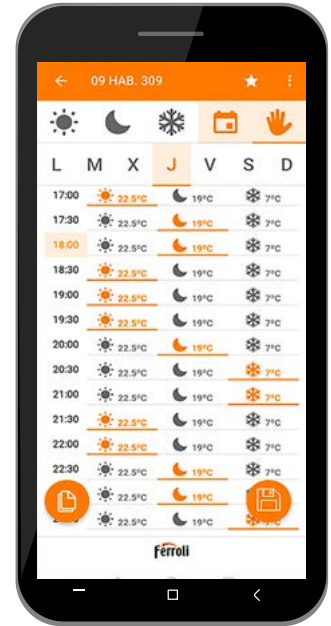 09 HAB. 309
L M X J V S D
17:00 22.5°C 19°C 7°C
17:30 22.5°C 19°C 7°C
18:00 22.5°C 19°C 7°C
18:30 22.5°C 19°C 7°C
19:00 22.5°C 19°C 7°C
19:30 22.5°C 19°C 7°C
20:00 22.5°C 19°C 7°C
20:30 22.5°C 19°C 7°C
21:00 22.5°C 19°C 7°C
21:30 22.5°C 19°C 7°C
22:00 22.5°C 19°C 7°C
22:30 22.5°C 19°C 7°C
22.5°C 19°C
22.5°C 19°C
ferroli